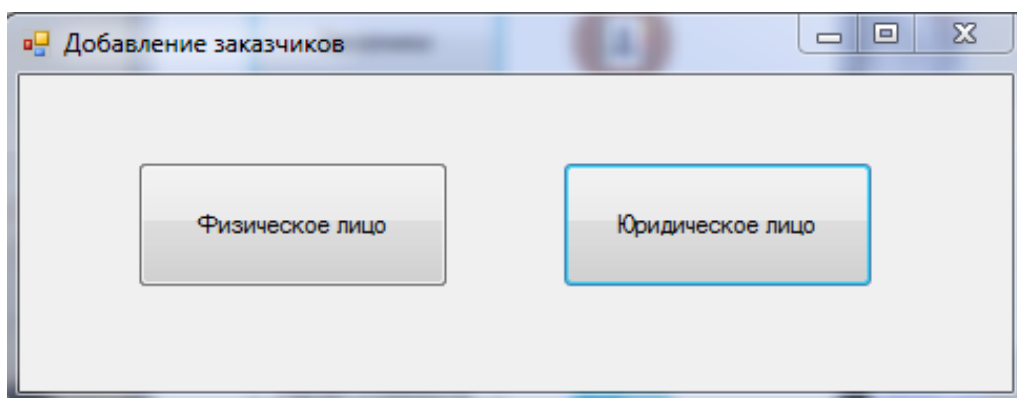 Добавление заказчиков
Физическое лицо
Юридическое лицо